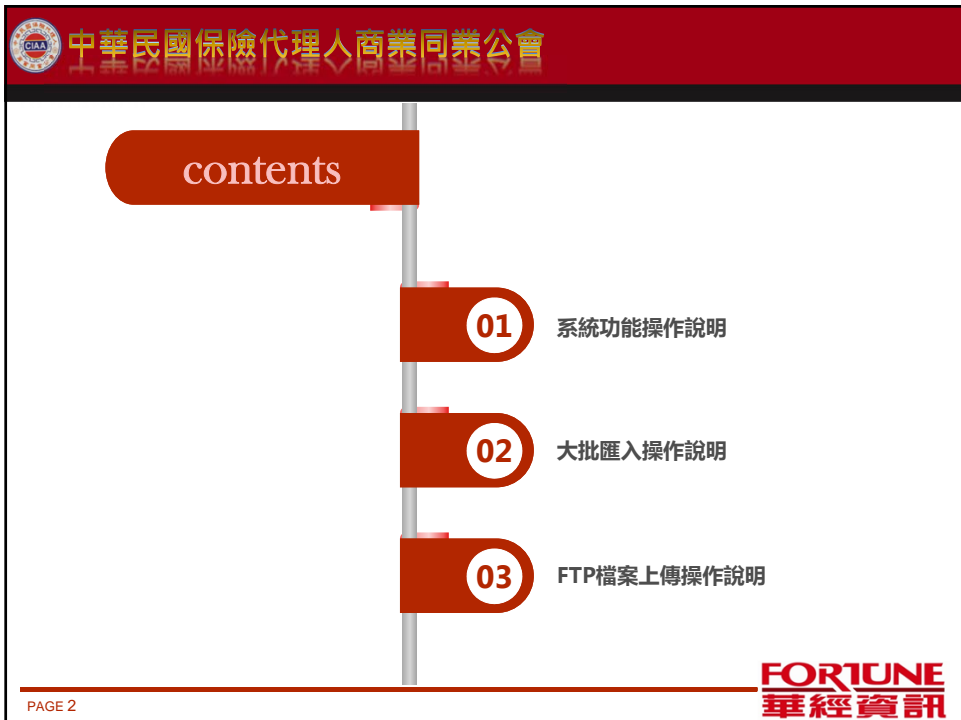 CIAA
中華民國保險代理人商業同業公會
contents
01 系統功能操作說明
02 大批匯入操作說明
03 FTP檔案上傳操作說明
PAGE 2
FORTUNE
華經資訊